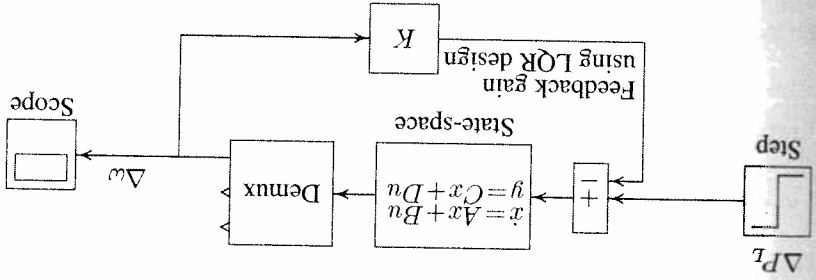 K
Feedback gain
using LQR design
Scope
Δω
Demux
State-space
ẋ = Ax + Bu
y = Cx + Du
+
−
Step
ΔP_L